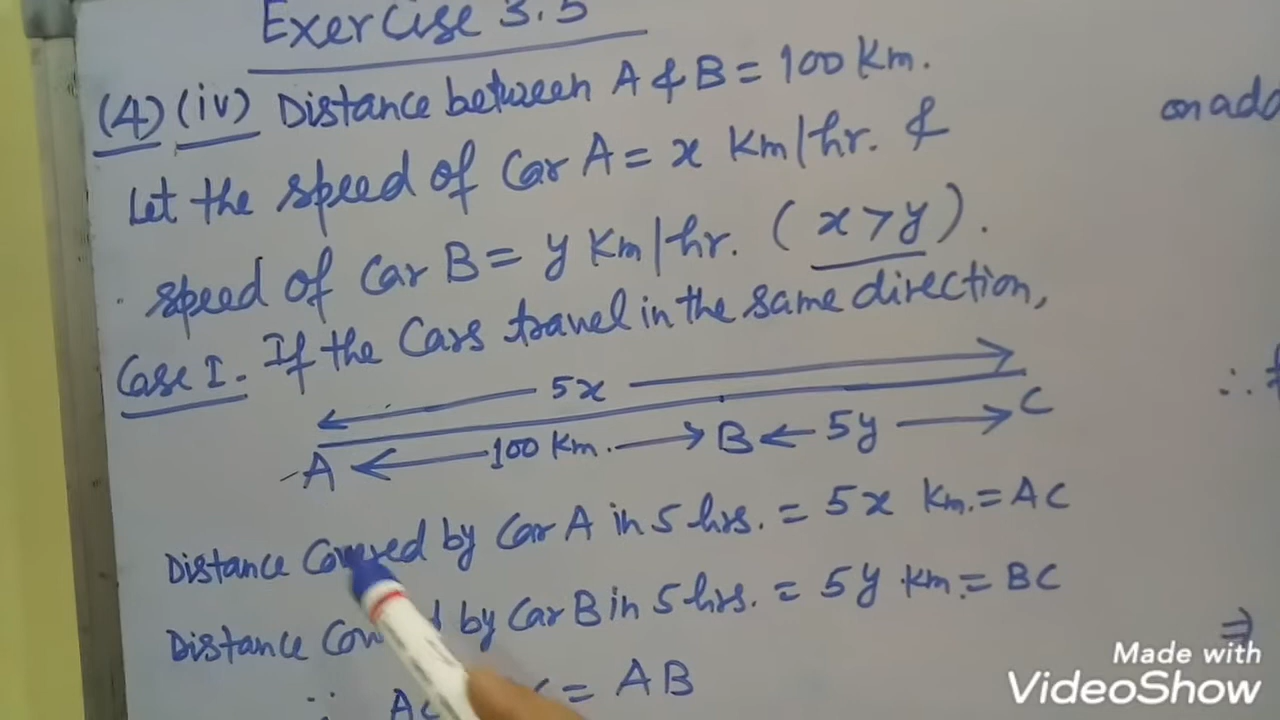 Exercise 3.5
(4) (iv) Distance between A & B = 100 Km.
Let the speed of Car A = x Km/hr. &
speed of Car B = y Km/hr. (x > y).
Case I. If the Cars travel in the same direction,
5x
A 100 Km. B 5y C
Distance Covered by Car A in 5 hrs. = 5x Km. = AC
Distance by Car B in 5 hrs. = 5y Km. = BC
∴ = AB
on
∴
⇒
Made with
VideoShow